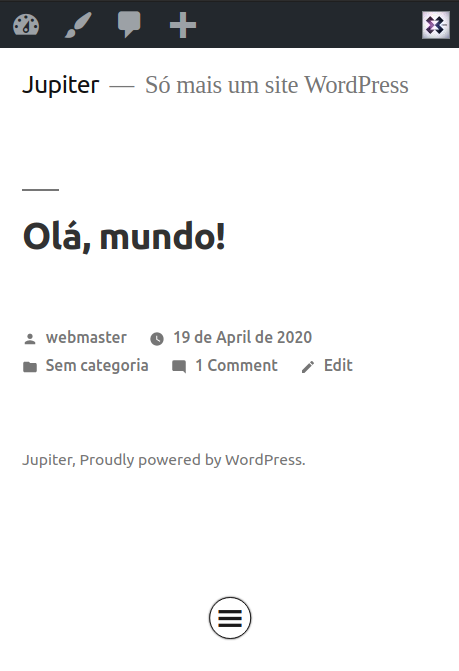 Jupiter — Só mais um site WordPress
Olá, mundo!
webmaster 19 de April de 2020
Sem categoria 1 Comment Edit
Jupiter, Proudly powered by WordPress.